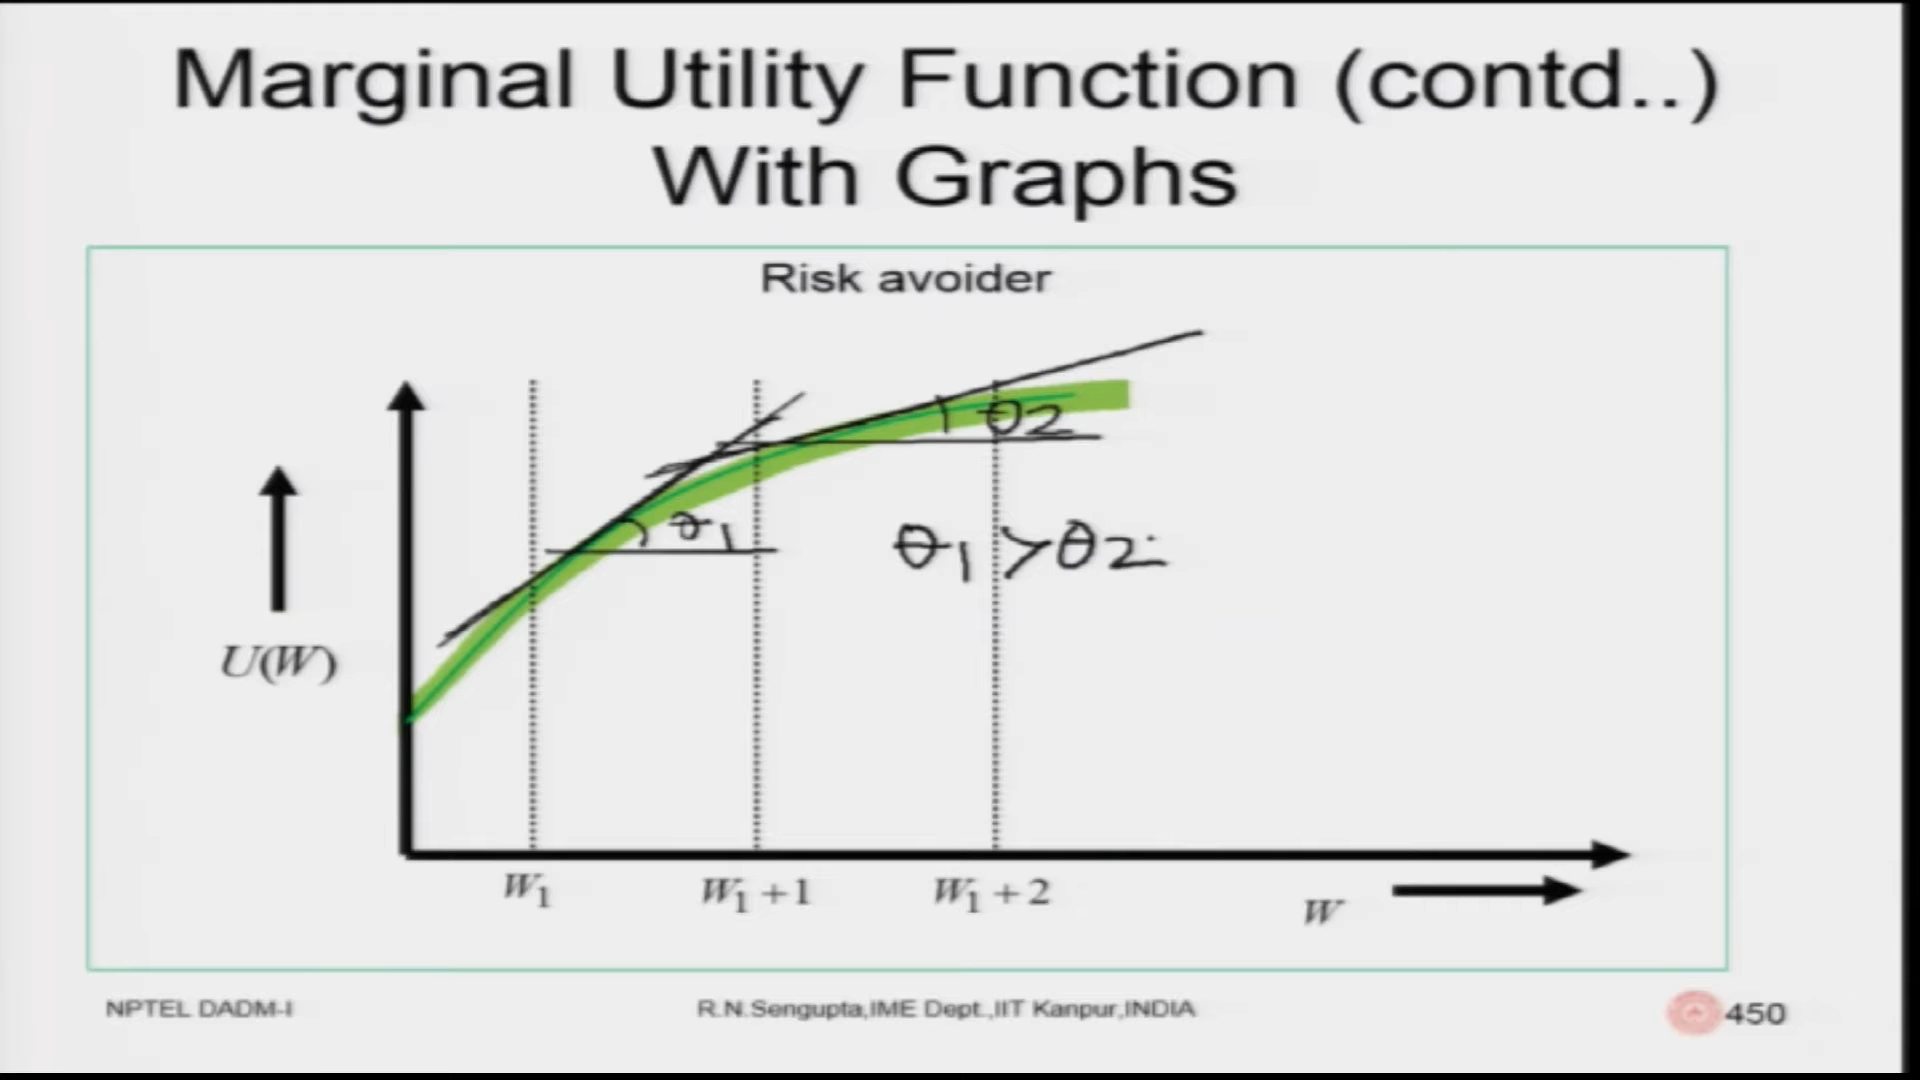 Marginal Utility Function (contd..)
With Graphs
Risk avoider
θ2
θ1
θ1 >θ2
U(W)
W1
W1 + 1
W1 + 2
W
NPTEL DADM-I
R.N.Sengupta,IME Dept.,IIT Kanpur,INDIA
450